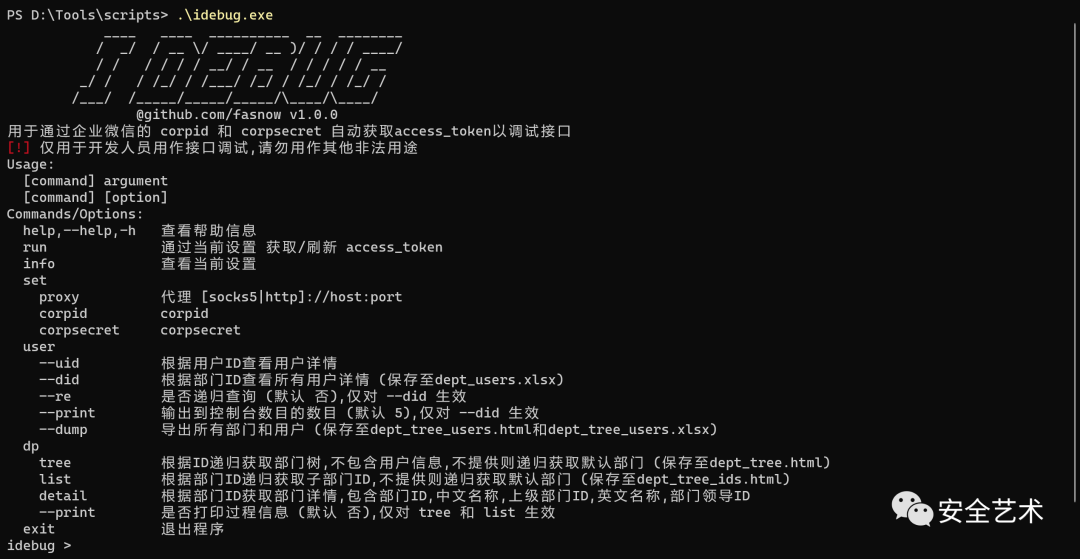 PS D:\Tools\scripts> .\idebug.exe
I DEBUG
@github.com/fasnow v1.0.0
用于通过企业微信的 corpid 和 corpsecret 自动获取access_token以调试接口
[!] 仅用于开发人员用作接口调试,请勿用作其他非法用途
Usage:
[command] argument
[command] [option]
Commands/Options:
help,--help,-h 查看帮助信息
run 通过当前设置 获取/刷新 access_token
info 查看当前设置
set
proxy 代理 [socks5|http]://host:port
corpid corpid
corpsecret corpsecret
user
--uid 根据用户ID查看用户详情
--did 根据部门ID查看所有用户详情 (保存至dept_users.xlsx)
--re 是否递归查询 (默认 否),仅对 --did 生效
--print 输出到控制台数目的数目 (默认 5),仅对 --did 生效
--dump 导出所有部门和用户 (保存至dept_tree_users.html和dept_tree_users.xlsx)
dp
tree 根据ID递归获取部门树,不包含用户信息,不提供则递归获取默认部门 (保存至dept_tree.html)
list 根据部门ID递归获取子部门ID,不提供则递归获取默认部门 (保存至dept_tree_ids.html)
detail 根据部门ID获取部门详情,包含部门ID,中文名称,上级部门ID,英文名称,部门领导ID
--print 是否打印过程信息 (默认 否),仅对 tree 和 list 生效
exit 退出程序
idebug >
安全艺术